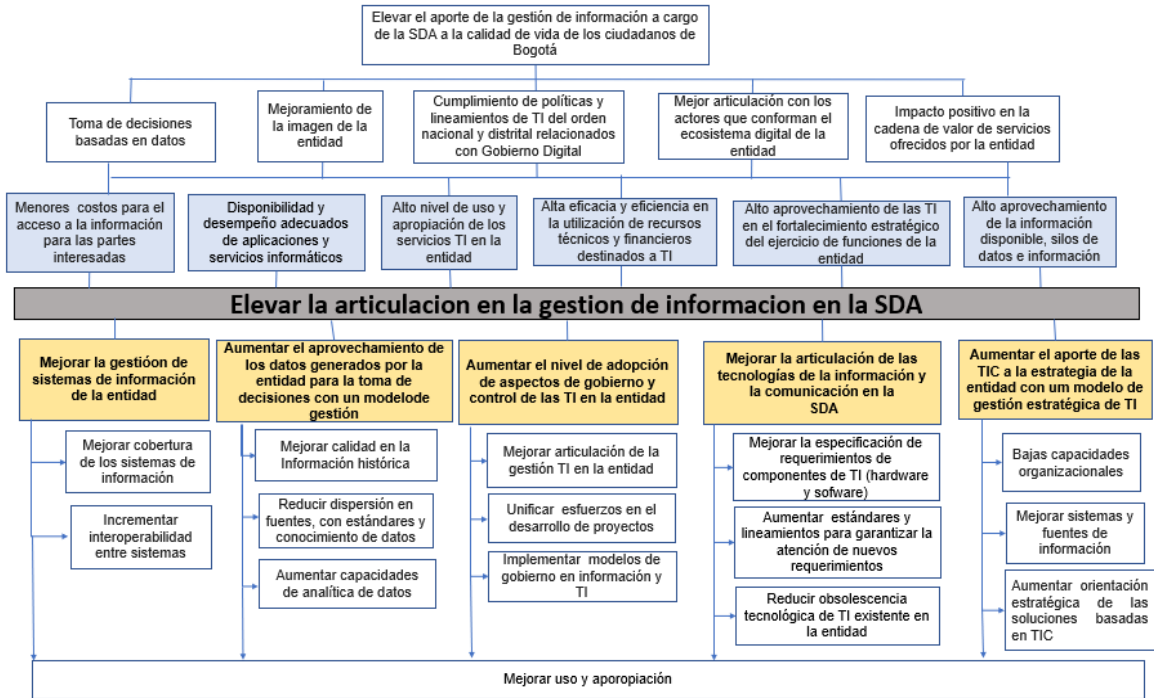 Elevar el aporte de la gestión de información a cargo
de la SDA a la calidad de vida de los ciudadanos de
Bogotá
Toma de decisiones
basadas en datos
Mejoramiento de
la imagen de la
entidad
Cumplimiento de políticas y
lineamientos de TI del orden
nacional y distrital relacionados
con Gobierno Digital
Mejor articulación con los
actores que conforman el
ecosistema digital de la
entidad
Impacto positivo en la
cadena de valor de servicios
ofrecidos por la entidad
Menores costos para el
acceso a la información
para las partes
interesadas
Disponibilidad y
desempeño adecuados
de aplicaciones y
servicios informáticos
Alto nivel de uso y
apropiación de los
servicios TI en la
entidad
Alta eficacia y eficiencia en
la utilización de recursos
técnicos y financieros
destinados a TI
Alto aprovechamiento de las TI
en el fortalecimiento estratégico
del ejercicio de funciones de la
entidad
Alto aprovechamiento
de la información
disponible, silos de
datos e información
Elevar la articulacion en la gestion de informacion en la SDA
Mejorar la gestióon de
sistemas de información
de la entidad
Aumentar el aprovechamiento de
los datos generados por la
entidad para la toma de
decisiones con un modelode
gestión
Aumentar el nivel de adopción
de aspectos de gobierno y
control de las TI en la entidad
Mejorar la articulación de las
tecnologías de la información y
la comunicación en la
SDA
Aumentar el aporte de las
TIC a la estrategia de la
entidad con um modelo de
gestión estratégica de TI
Mejorar cobertura
de los sistemas de
información
Incrementar
interoperabilidad
entre sistemas
Mejorar calidad en la
Información histórica
Reducir dispersión en
fuentes, con estándares y
conocimiento de datos
Aumentar capacidades
de analítica de datos
Mejorar articulación de la
gestión TI en la entidad
Unificar esfuerzos en el
desarrollo de proyectos
Implementar modelos de
gobierno en información y
TI
Mejorar la especificación de
requerimientos de
componentes de TI (hardware
y sofware)
Aumentar estándares y
lineamientos para garantizar la
atención de nuevos
requerimientos
Reducir obsolescencia
tecnológica de TI existente en
la entidad
Bajas capacidades
organizacionales
Mejorar sistemas y
fuentes de
información
Aumentar orientación
estratégica de las
soluciones basadas
en TIC
Mejorar uso y aporopiación